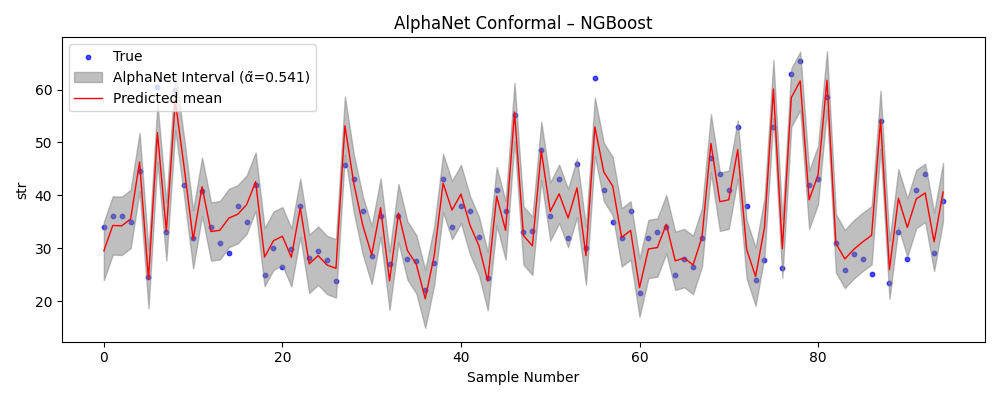 AlphaNet Conformal – NGBoost
True
AlphaNet Interval (α̃=0.541)
Predicted mean
str
60
50
40
30
20
0
20
40
60
80
Sample Number